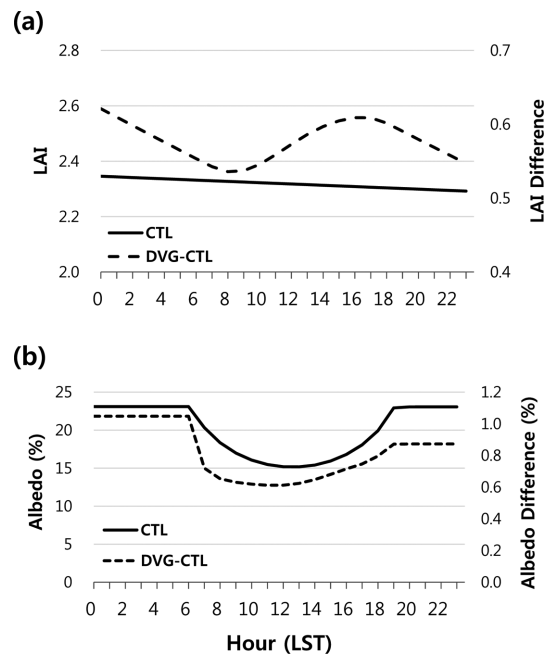 (a)
2.8
2.6
2.4
2.2
2.0
LAI
0.7
0.6
0.5
0.4
LAI Difference
CTL
DVG-CTL
0 2 4 6 8 10 12 14 16 18 20 22
(b)
25
20
15
10
5
0
Albedo (%)
1.2
1.0
0.8
0.6
0.4
0.2
0.0
Albedo Difference (%)
CTL
DVG-CTL
0 2 4 6 8 10 12 14 16 18 20 22
Hour (LST)